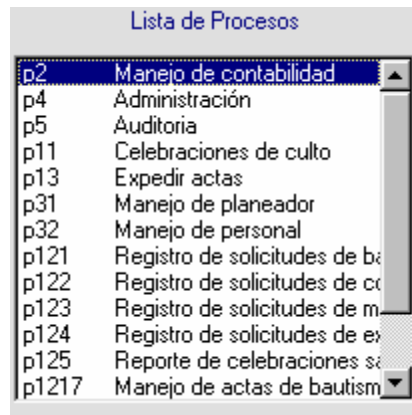 Lista de Procesos
p2 Manejo de contabilidad
p4 Administración
p5 Auditoria
p11 Celebraciones de culto
p13 Expedir actas
p31 Manejo de planeador
p32 Manejo de personal
p121 Registro de solicitudes de
p122 Registro de solicitudes de
p123 Registro de solicitudes de
p124 Registro de solicitudes de
p125 Reporte de celebraciones
p1217 Manejo de actas de bautism